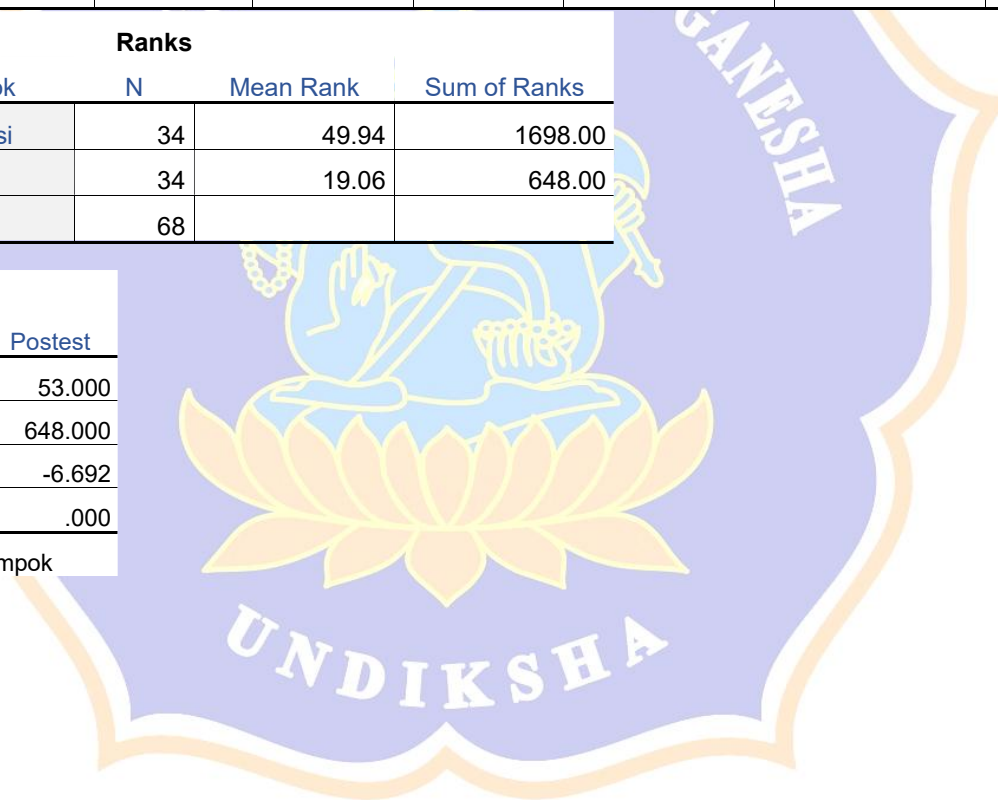 Ranks
ok N Mean Rank Sum of Ranks
si 34 49.94 1698.00
34 19.06 648.00
68
Postest
53.000
648.000
-6.692
.000
mpok
GANESHA
UNDIKSHA